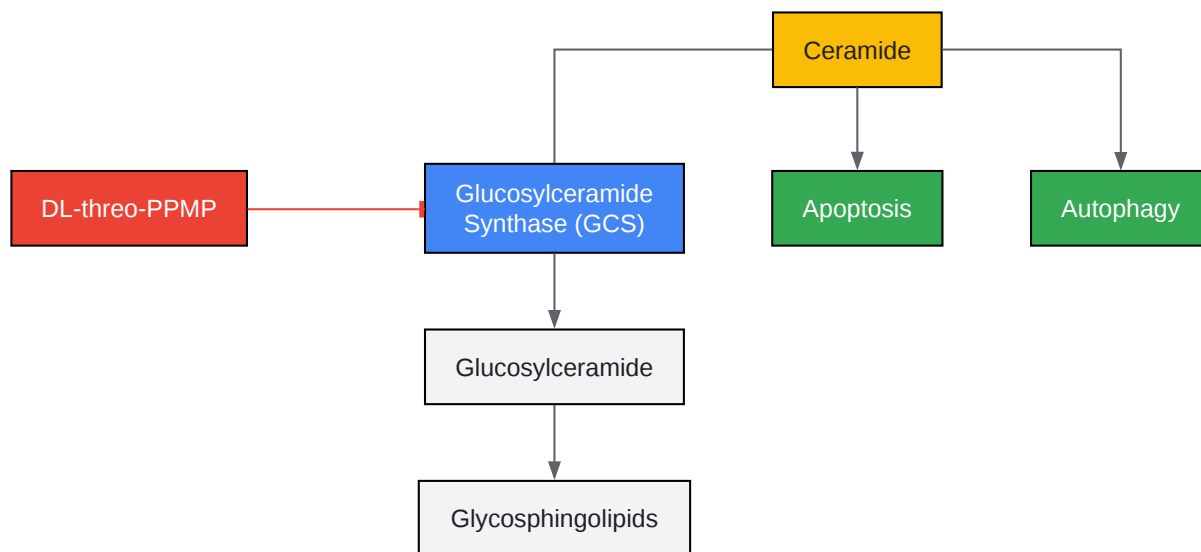 Ceramide
DL-threo-PPMP
Glucosylceramide
Synthase (GCS)
Apoptosis
Autophagy
Glucosylceramide
Glycosphingolipids